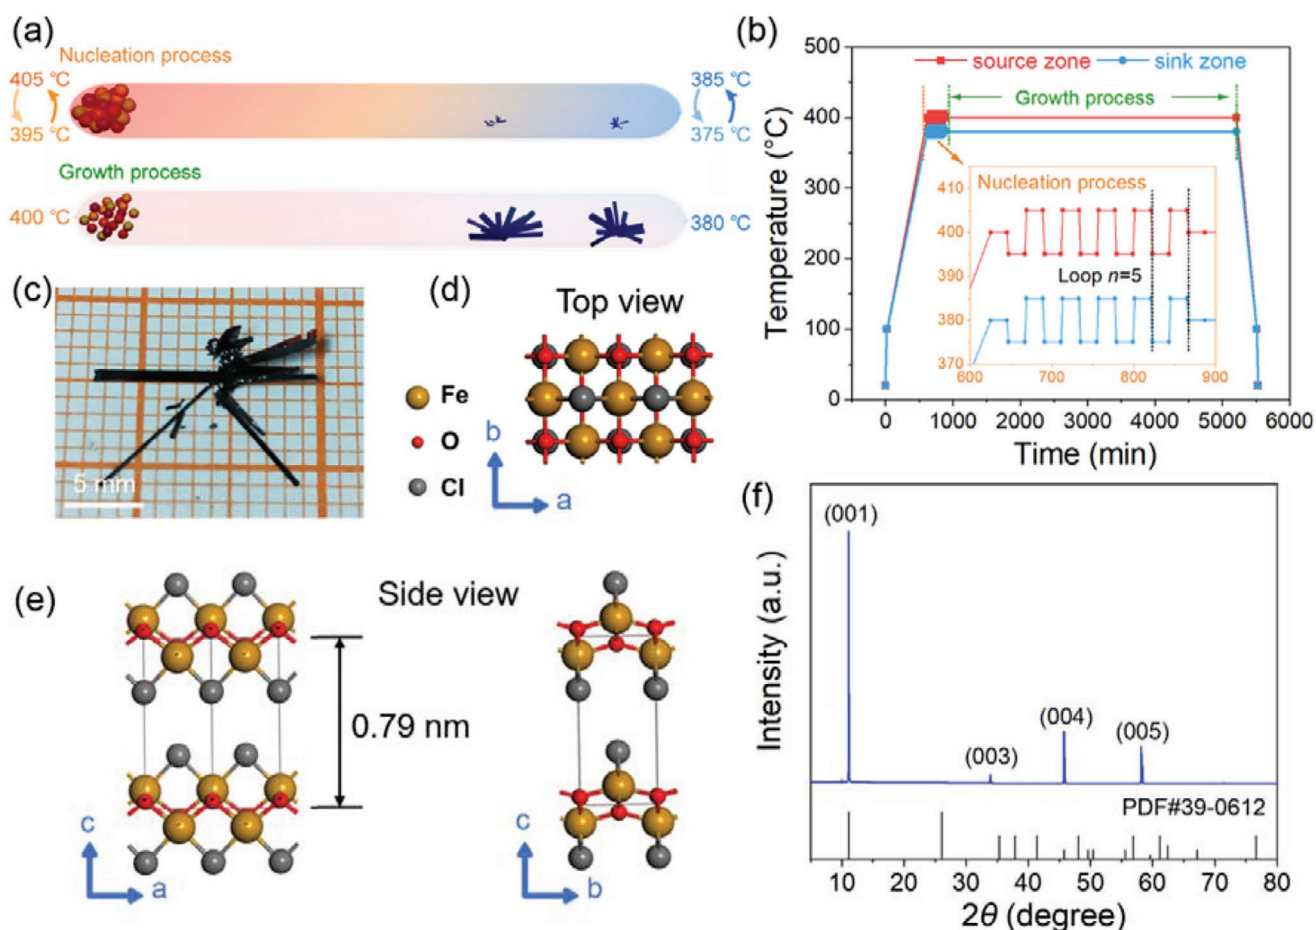 (a)
Nucleation process
405 °C
395 °C
385 °C
375 °C
Growth process
400 °C
380 °C
(b)
500
400
300
200
100
0
Temperature (°C)
source zone
sink zone
Growth process
Nucleation process
410
400
390
380
370
Loop n=5
600
700
800
900
0
1000
2000
3000
4000
5000
6000
Time (min)
(c)
5 mm
(d)
Top view
Fe
O
Cl
b
a
(e)
Side view
0.79 nm
c
a
c
b
(f)
Intensity (a.u.)
(001)
(003)
(004)
(005)
PDF#39-0612
10
20
30
40
50
60
70
80
2θ (degree)